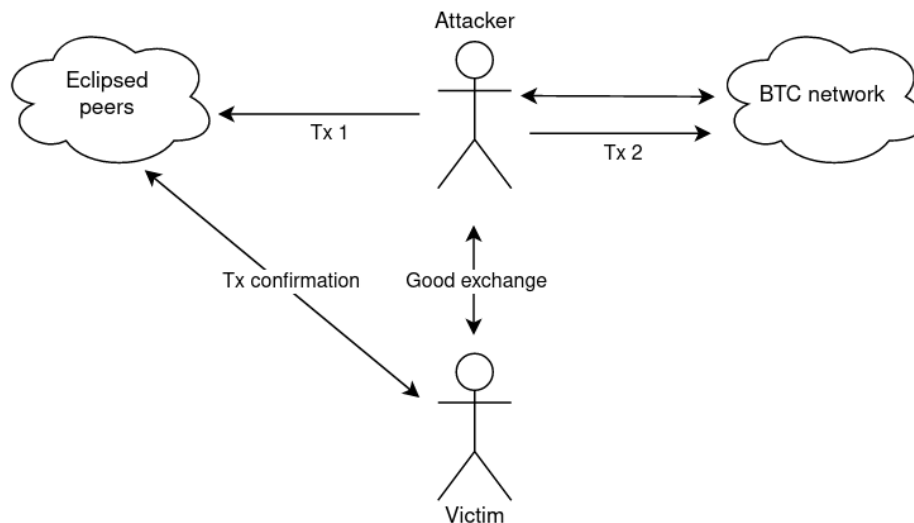 Attacker
Eclipsed
peers
BTC network
Tx 1
Tx 2
Tx confirmation
Good exchange
Victim